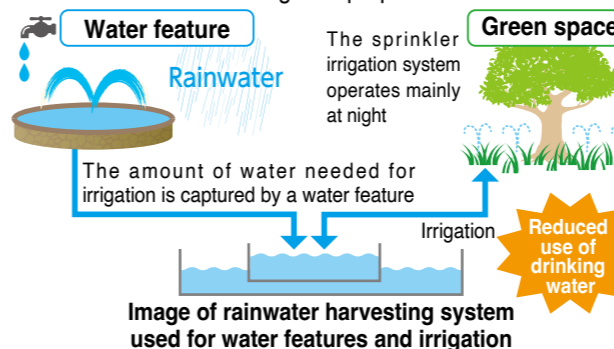 Water feature
Rainwater
The sprinkler
irrigation system
operates mainly
at night
Green space
The amount of water needed for
irrigation is captured by a water feature
Irrigation
Reduced
use of
drinking
water
Image of rainwater harvesting system
used for water features and irrigation